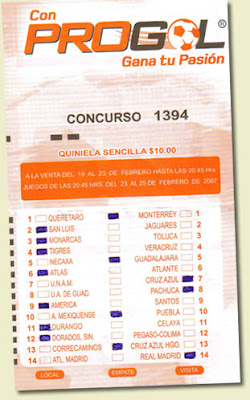 Con
PROGOL®
Gana tu Pasión
CONCURSO 1394
QUINIELA SENCILLA $10.00
A LA VENTA DEL 19 AL 23 DE FEBRERO HASTA LAS 20:45 Hrs
JUEGOS DE LAS 20:45 HRS. DEL 23 AL 25 DE FEBRERO, DE 2007
1 QUERETARO MONTERREY 1
2 SAN LUIS JAGUARES 2
3 MONARCAS TOLUCA 3
4 TIGRES VERACRUZ 4
5 NECAXA GUADALAJARA 5
6 ATLAS ATLANTE 6
7 U.N.A.M. CRUZ AZUL 7
8 U.A. DE GUAD. PACHUCA 8
9 AMERICA SANTOS 9
10 A. MEXIQUENSE PUEBLA 10
11 DURANGO CELAYA 11
12 DORADOS, SIN. PEGASO-COLIMA 12
13 CORRECAMINOS CRUZ AZUL HGO. 13
14 ATL MADRID REAL MADRID 14
LOCAL EMPATE VISITA